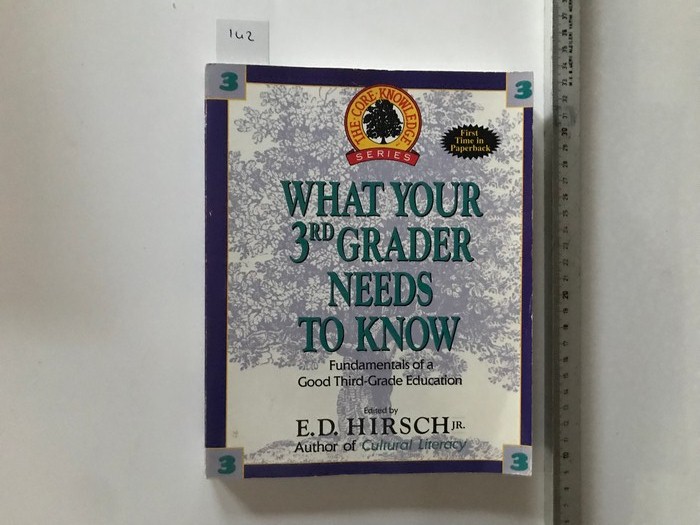 142
3
3
THE · CORE · KNOWLEDGE
SERIES
First
Time in
Paperback
WHAT YOUR
3RD GRADER
NEEDS
TO KNOW
Fundamentals of a
Good Third-Grade Education
Edited by
E.D. HIRSCH JR.
Author of Cultural Literacy
3
3